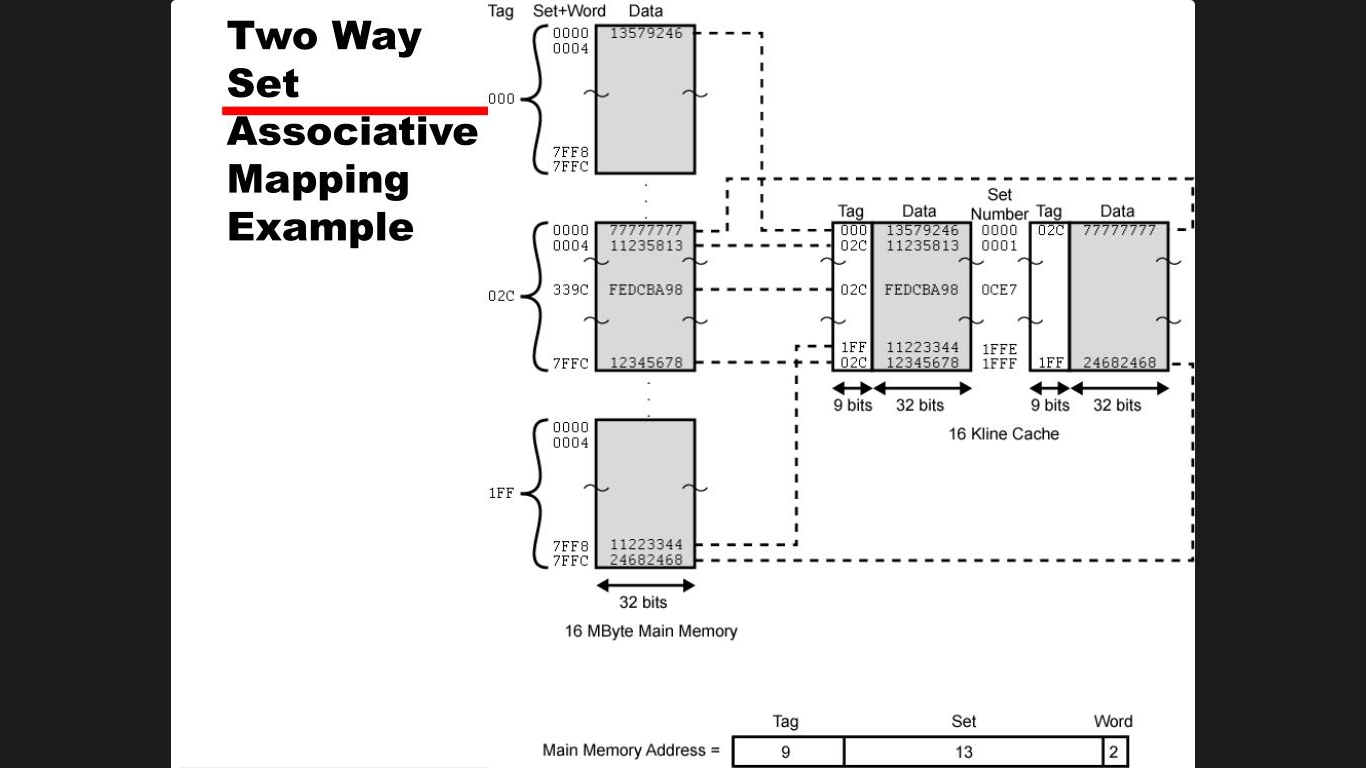 Two Way
Set
Associative
Mapping
Example
Tag Set+Word Data
0000 13579246
0004
000
7FF8
7FFC
0000 77777777
0004 11235813
02C 339C FEDCBA98
7FFC 12345678
0000
0004
1FF
7FF8 11223344
7FFC 24682468
32 bits
16 MByte Main Memory
Set
Tag Data Number Tag Data
000 13579246 0000 02C 77777777
02C 11235813 0001
02C FEDCBA98 0CE7
1FF 11223344 1FFE
02C 12345678 1FFF 1FF 24682468
9 bits 32 bits 9 bits 32 bits
16 Kline Cache
Tag Set Word
Main Memory Address = 9 13 2